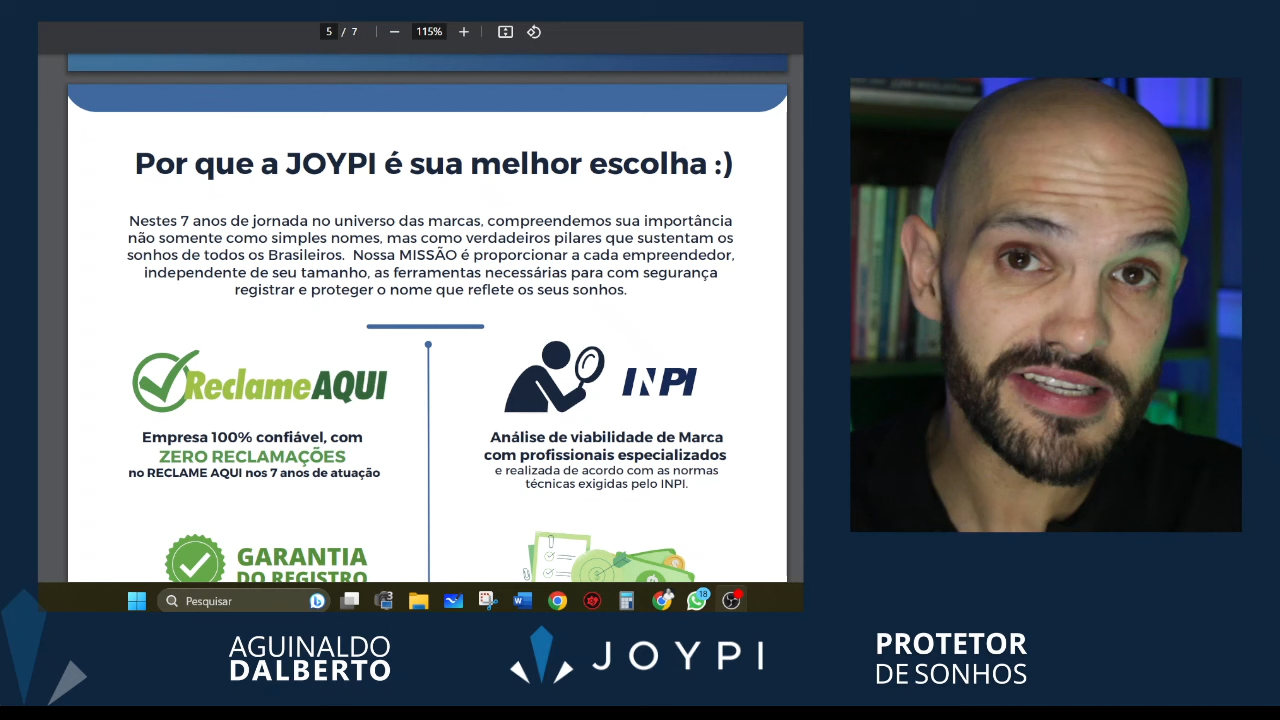 5 / 7
115%
Por que a JOYPI é sua melhor escolha :)
Nestes 7 anos de jornada no universo das marcas, compreendemos sua importância
não somente como simples nomes, mas como verdadeiros pilares que sustentam os
sonhos de todos os Brasileiros. Nossa MISSÃO é proporcionar a cada empreendedor,
independente de seu tamanho, as ferramentas necessárias para com segurança
registrar e proteger o nome que reflete os seus sonhos.
ReclameAQUI
Empresa 100% confiável, com
ZERO RECLAMAÇÕES
no RECLAME AQUI nos 7 anos de atuação
INPI
Análise de viabilidade de Marca
com profissionais especializados
e realizada de acordo com as normas
técnicas exigidas pelo INPI.
GARANTIA
DO REGISTRO
Pesquisar
18
AGUINALDO
DALBERTO
JOYPI
PROTETOR
DE SONHOS